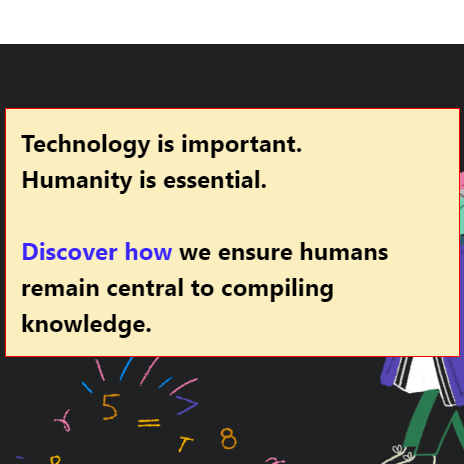 Technology is important.
Humanity is essential.
Discover how we ensure humans
remain central to compiling
knowledge.
5
=
>
T
8